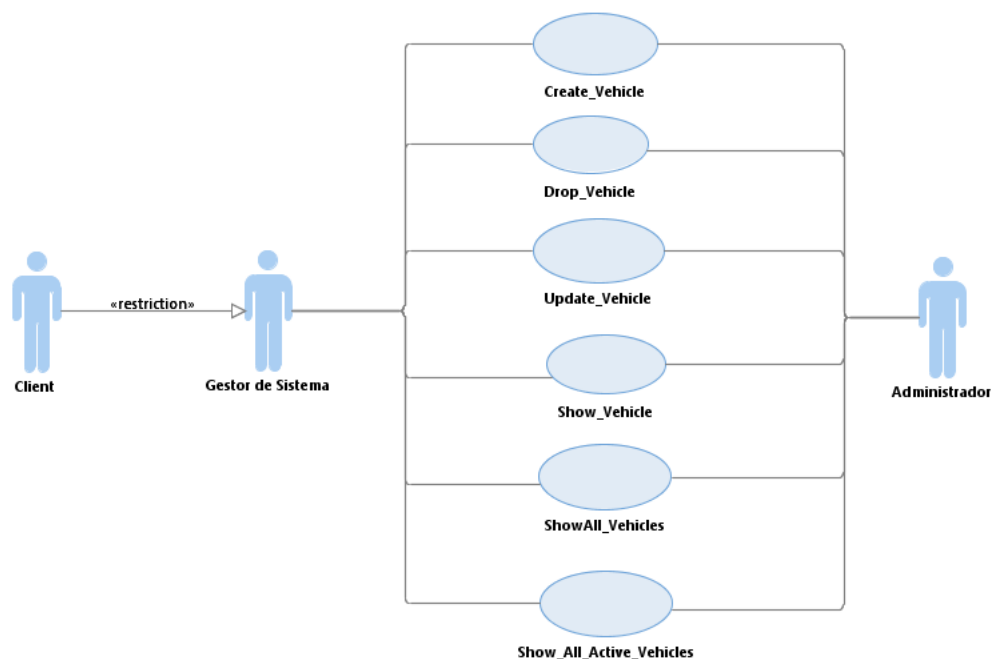 Create_Vehicle
Drop_Vehicle
Update_Vehicle
«restriction»
Client
Gestor de Sistema
Administrador
Show_Vehicle
ShowAll_Vehicles
Show_All_Active_Vehicles